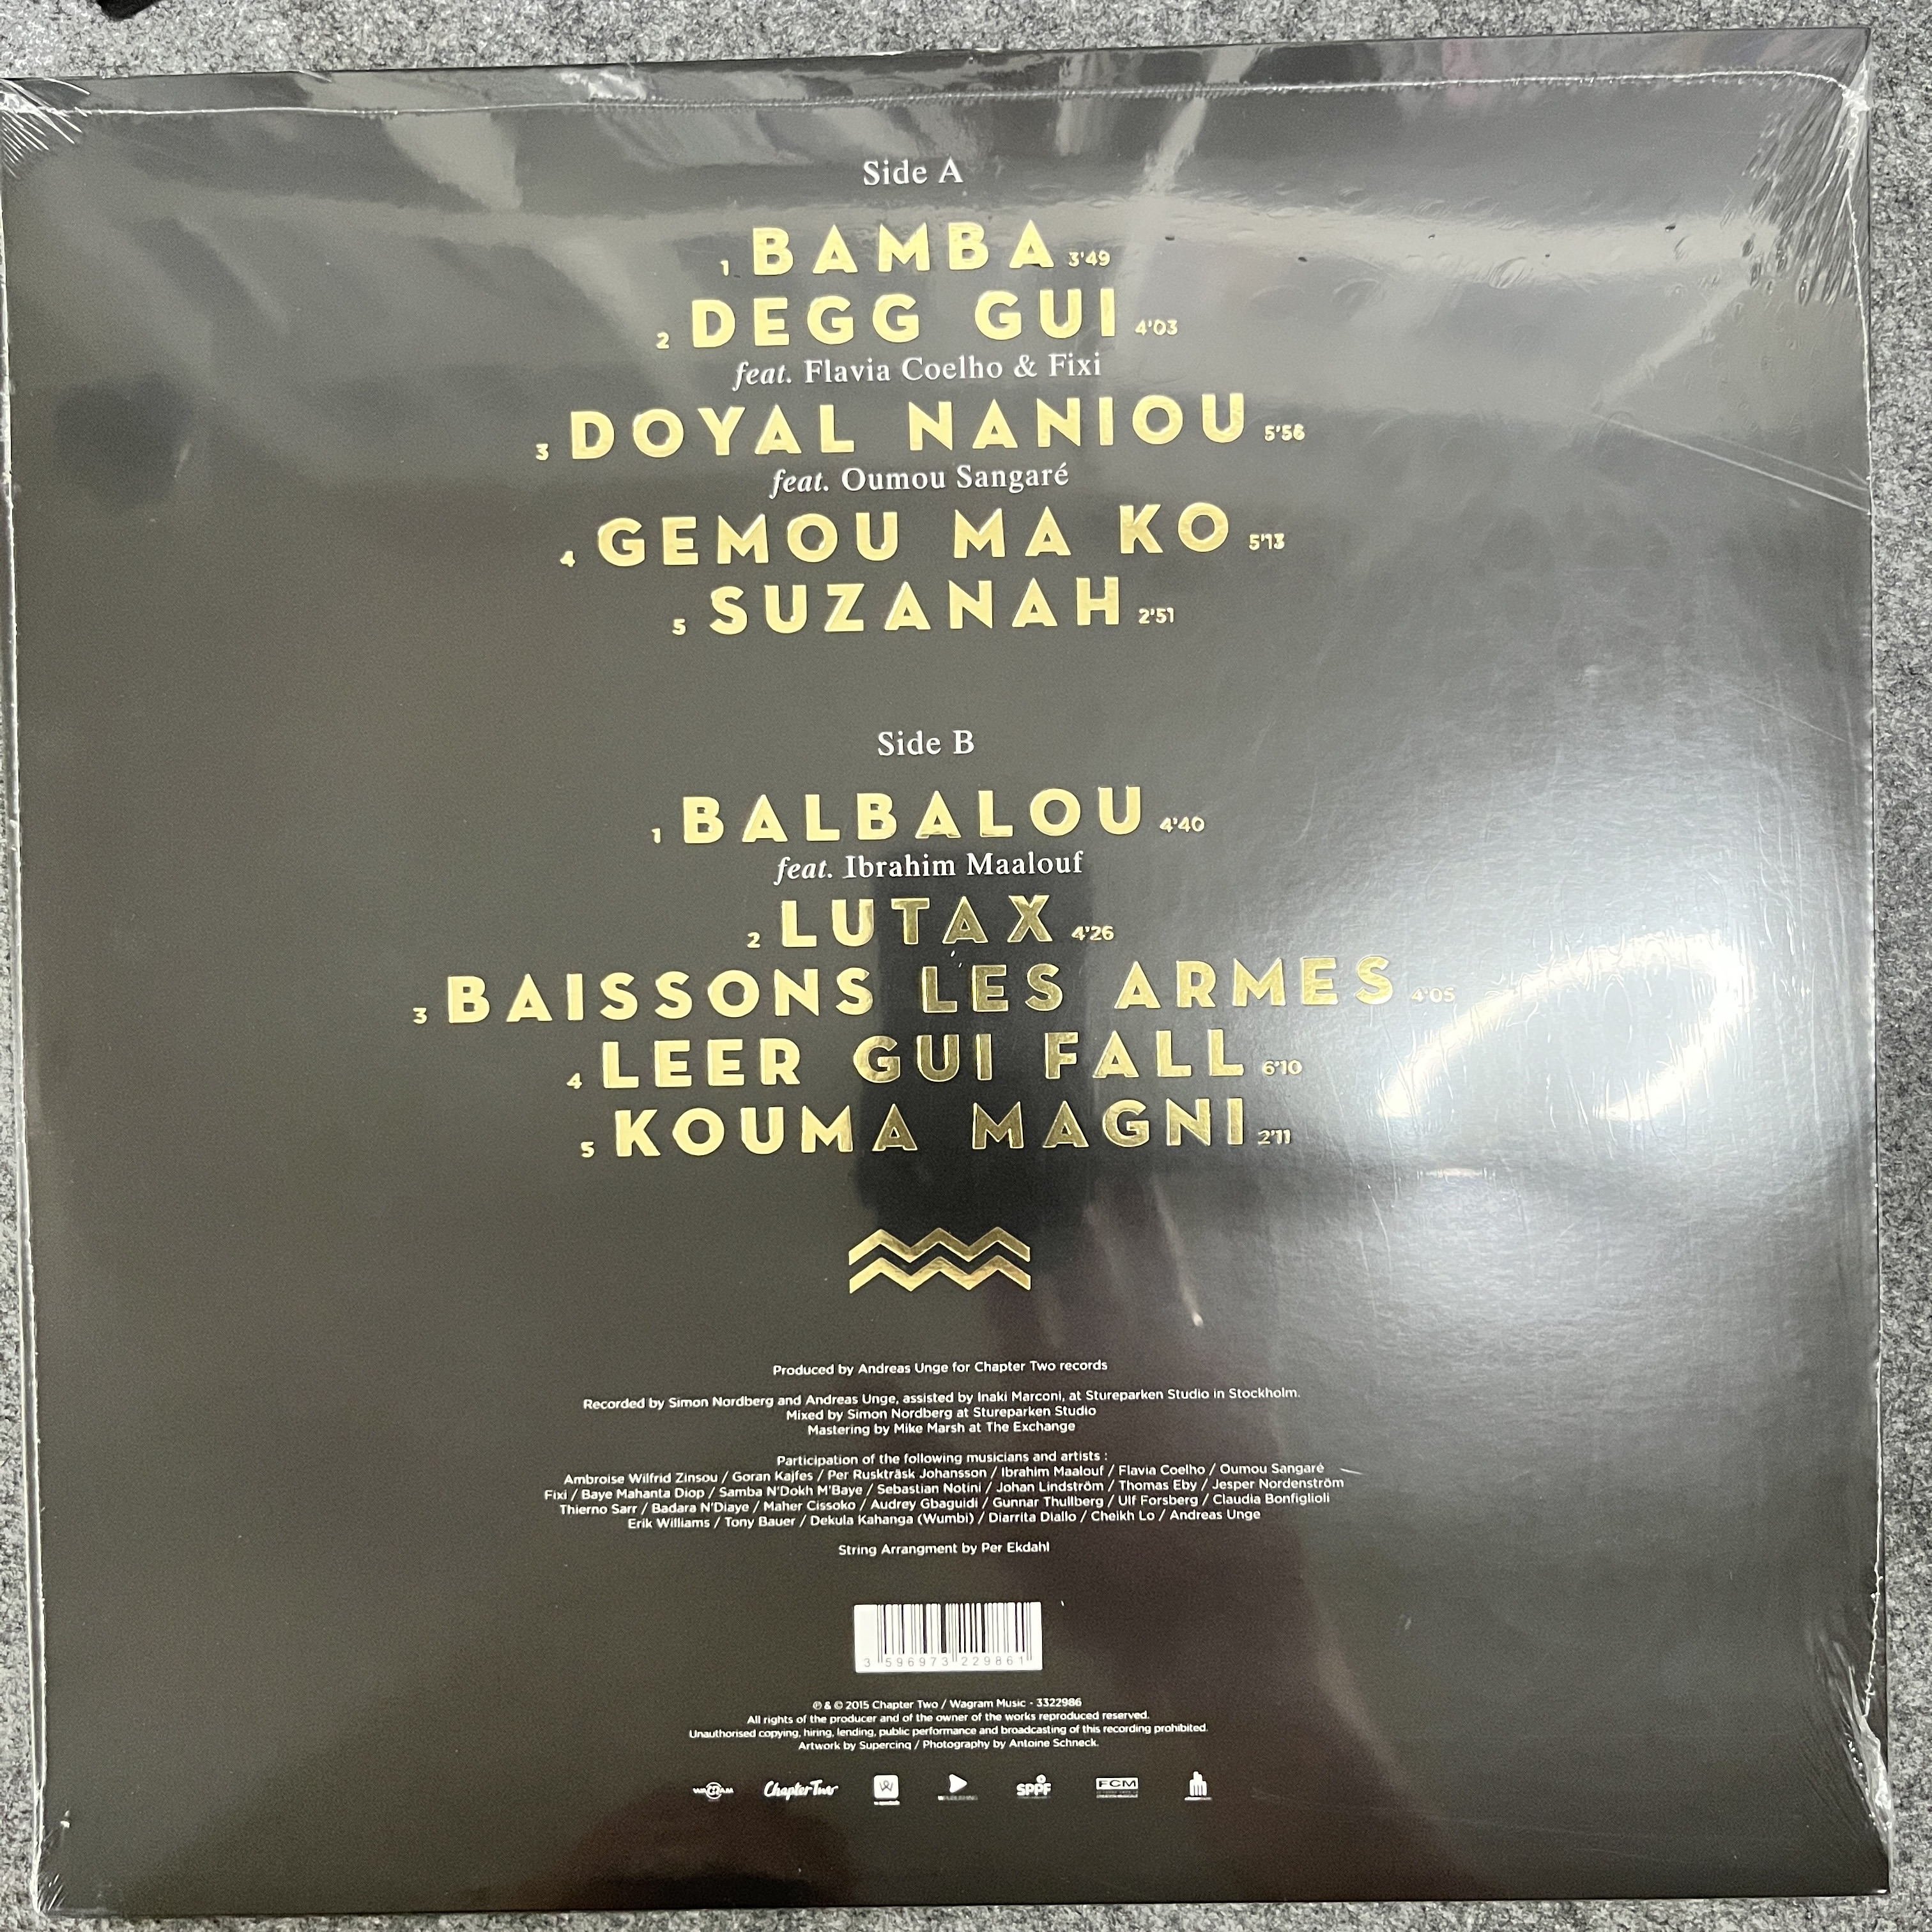 Side A
1 BAMBA 3'49
2 DEGG GUI 4'03
feat. Flavia Coelho & Fixi
3 DOYAL NANIOU 5'56
feat. Oumou Sangaré
4 GEMOU MA KO 5'13
5 SUZANAH 2'51
Side B
1 BALBALOU 4'40
feat. Ibrahim Maalouf
2 LUTAX 4'26
3 BAISSONS LES ARMES 4'05
4 LEER GUI FALL 6'10
5 KOUMA MAGNI 2'11
Produced by Andreas Unge for Chapter Two records
Recorded by Simon Nordberg and Andreas Unge, assisted by Inaki Marconi, at Stureparken Studio in Stockholm.
Mixed by Simon Nordberg at Stureparken Studio
Mastering by Mike Marsh at The Exchange
Participation of the following musicians and artists :
Ambroise Wilfrid Zinsou / Goran Kajfes / Per Ruskträsk Johansson / Ibrahim Maalouf / Flavia Coelho / Oumou Sangaré
Fixi / Baye Mahanta Diop / Samba N'Dokh M'Baye / Sebastian Notini / Johan Lindström / Thomas Eby / Jesper Nordenström
Thierno Sarr / Badara N'Diaye / Maher Cissoko / Audrey Gbaguidi / Gunnar Thullberg / Ulf Forsberg / Claudia Bonfiglioli
Erik Williams / Tony Bauer / Dekula Kahanga (Wumbi) / Diarrita Diallo / Cheikh Lo / Andreas Unge
String Arrangment by Per Ekdahl
3 596973 229861
℗ & © 2015 Chapter Two / Wagram Music - 3322986
All rights of the producer and of the owner of the works reproduced reserved.
Unauthorised copying, hiring, lending, public performance and broadcasting of this recording prohibited.
Artwork by Supercinq / Photography by Antoine Schneck.
WAGRAM Chapter Two W SPPF FCM